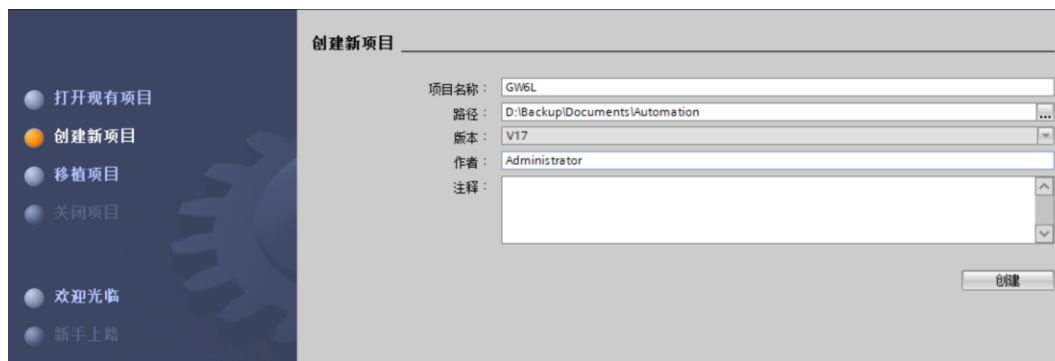 打开现有项目
创建新项目
移植项目
关闭项目
欢迎光临
新手上路
创建新项目
项目名称：
GW6L
路径：
D:\Backup\Documents\Automation
...
版本：
V17
作者：
Administrator
注释：
创建